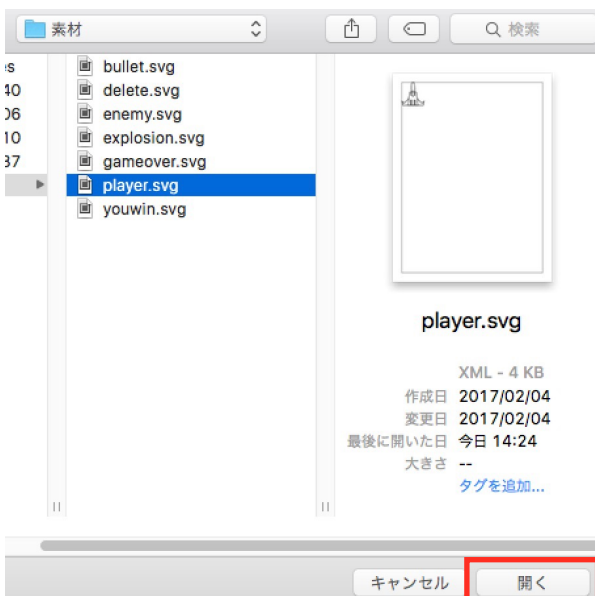 素材
検索
es
40
06
10
37
bullet.svg
delete.svg
enemy.svg
explosion.svg
gameover.svg
player.svg
youwin.svg
player.svg
XML - 4 KB
作成日 2017/02/04
変更日 2017/02/04
最後に開いた日 今日 14:24
大きさ --
タグを追加...
キャンセル
開く